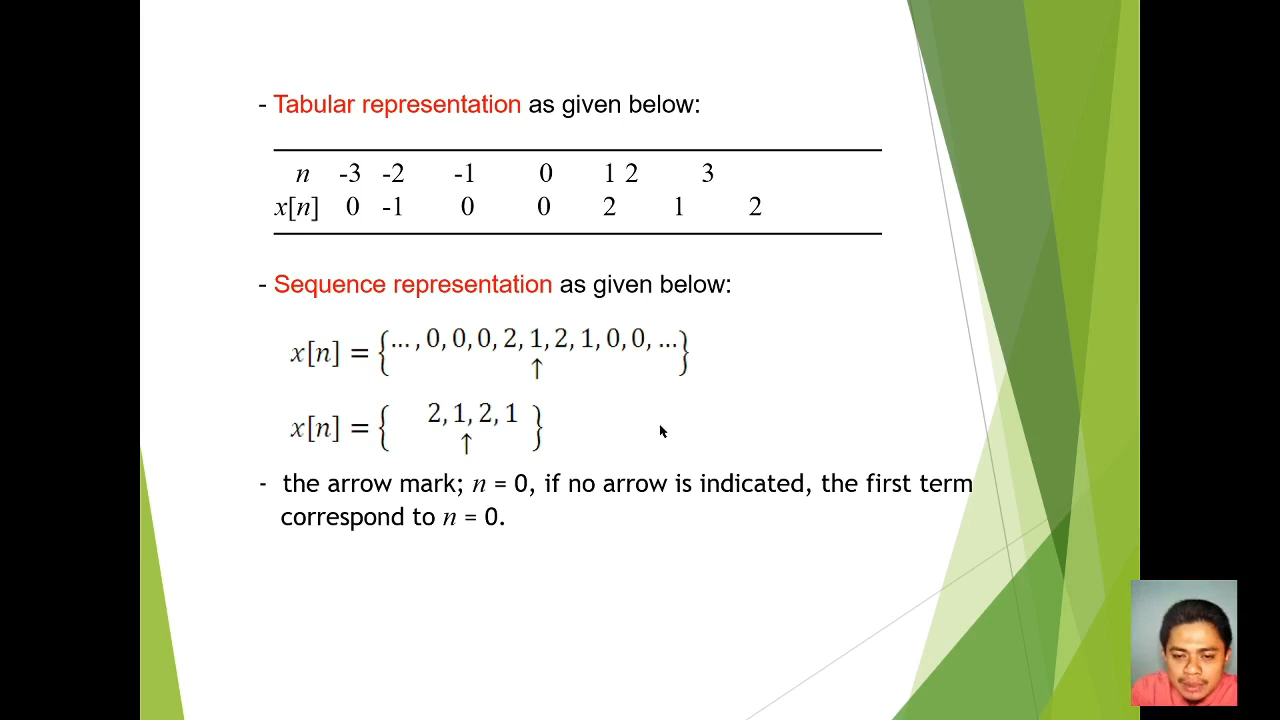 - Tabular representation as given below:
n -3 -2 -1 0 1 2 3
x[n] 0 -1 0 0 2 1 2
- Sequence representation as given below:
x[n] = {... , 0, 0, 0, 2, 1, 2, 1, 0, 0, ...}
↑
x[n] = { 2, 1, 2, 1 }
↑
- the arrow mark; n = 0, if no arrow is indicated, the first term
correspond to n = 0.